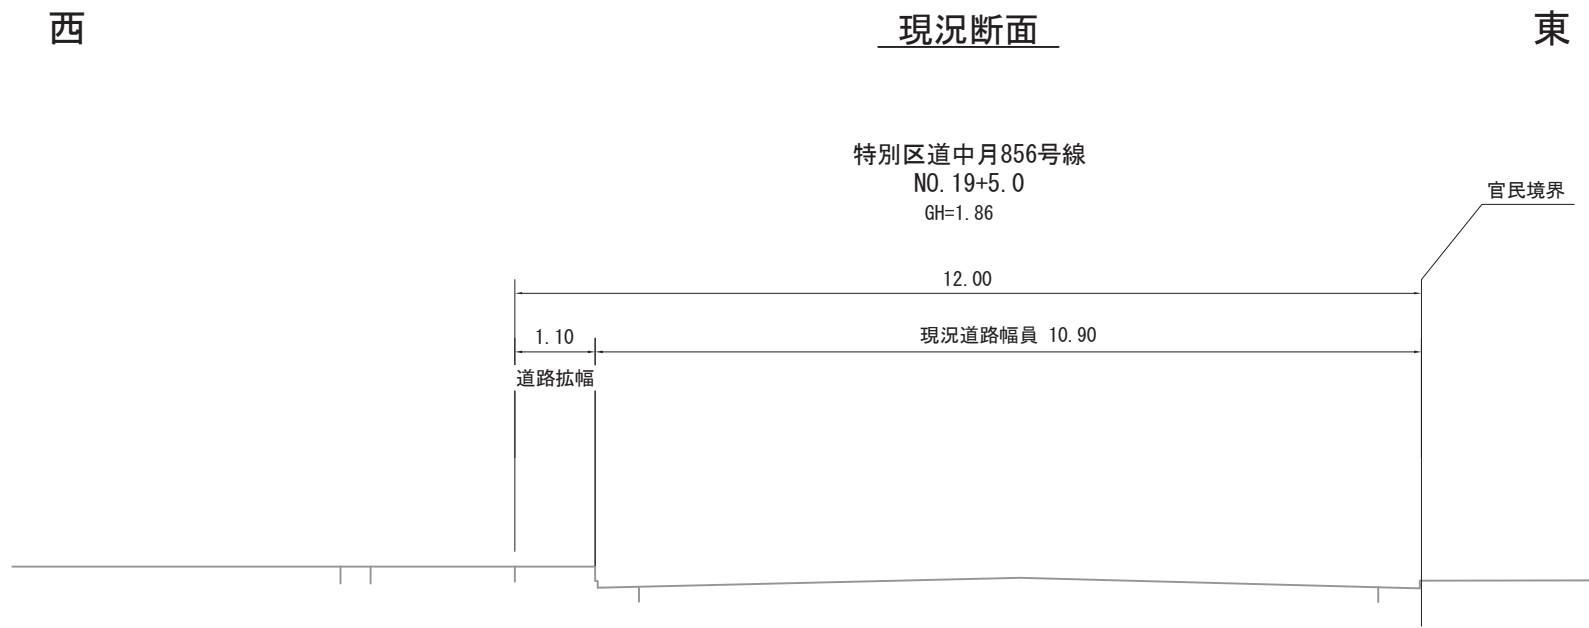 西
現況断面
東
特別区道中月856号線
NO.19+5.0
GH=1.86
官民境界
12.00
1.10
現況道路幅員 10.90
道路拡幅